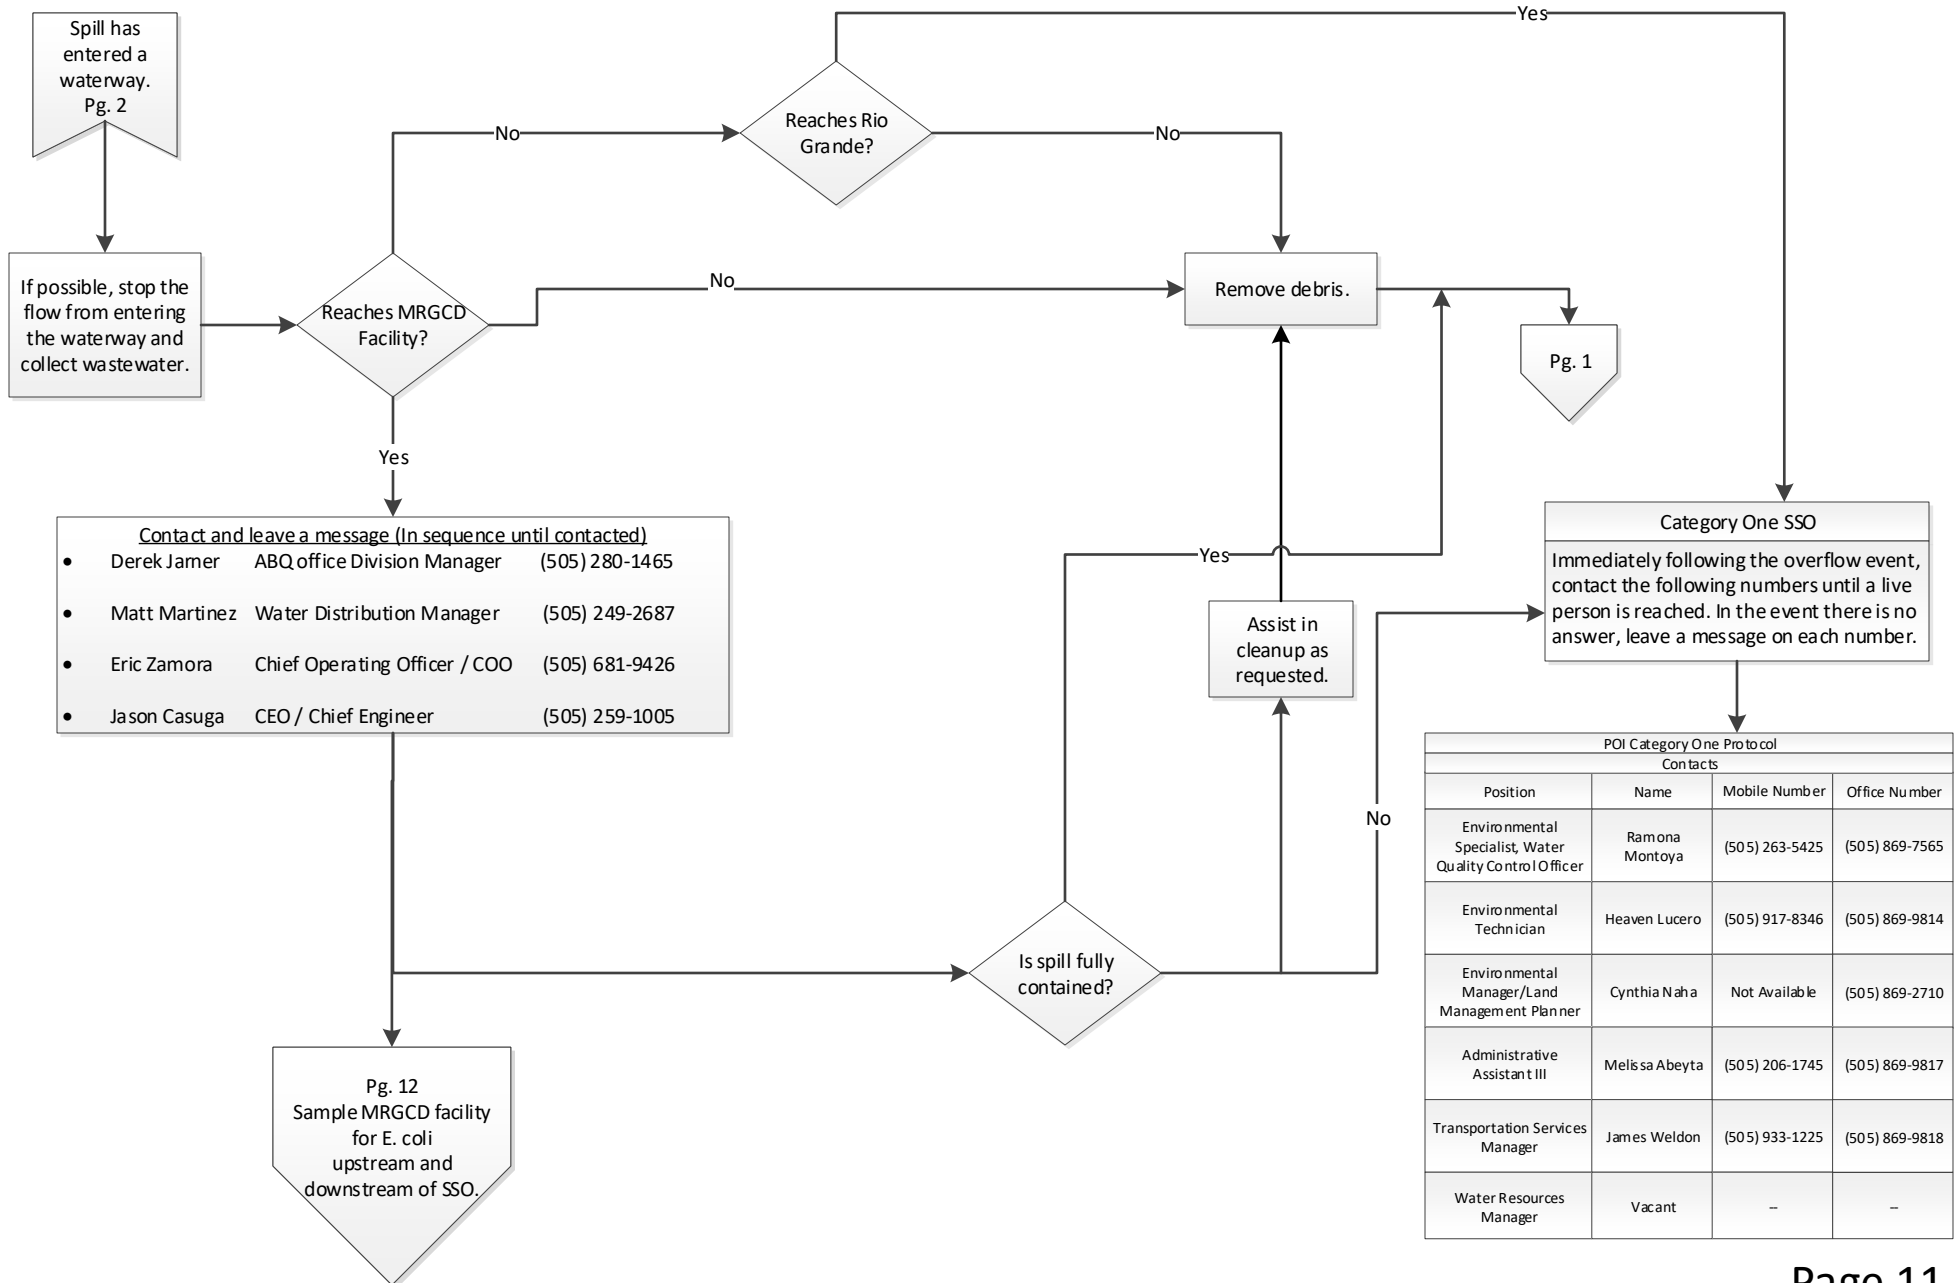 Spill has
entered a
waterway.
Pg. 2
Yes
Reaches Rio
Grande?
No
No
If possible, stop the
flow from entering
the waterway and
collect wastewater.
Reaches MRGCD
Facility?
No
Remove debris.
Pg. 1
Yes
Contact and leave a message (In sequence until contacted)
• Derek Jarner ABQ office Division Manager (505) 280-1465
• Matt Martinez Water Distribution Manager (505) 249-2687
• Eric Zamora Chief Operating Officer / COO (505) 681-9426
• Jason Casuga CEO / Chief Engineer (505) 259-1005
Category One SSO
Immediately following the overflow event,
contact the following numbers until a live
person is reached. In the event there is no
answer, leave a message on each number.
Yes
Assist in
cleanup as
requested.
No
Is spill fully
contained?
POI Category One Protocol
Contacts
Position Name Mobile Number Office Number
Environmental
Specialist, Water
Quality Control Officer
Ramona
Montoya
(505) 263-5425 (505) 869-7565
Environmental
Technician
Heaven Lucero (505) 917-8346 (505) 869-9814
Environmental
Manager/Land
Management Planner
Cynthia Naha Not Available (505) 869-2710
Administrative
Assistant III
Melissa Abeyta (505) 206-1745 (505) 869-9817
Transportation Services
Manager
James Weldon (505) 933-1225 (505) 869-9818
Water Resources
Manager
Vacant -- --
Pg. 12
Sample MRGCD facility
for E. coli
upstream and
downstream of SSO.
Page 11